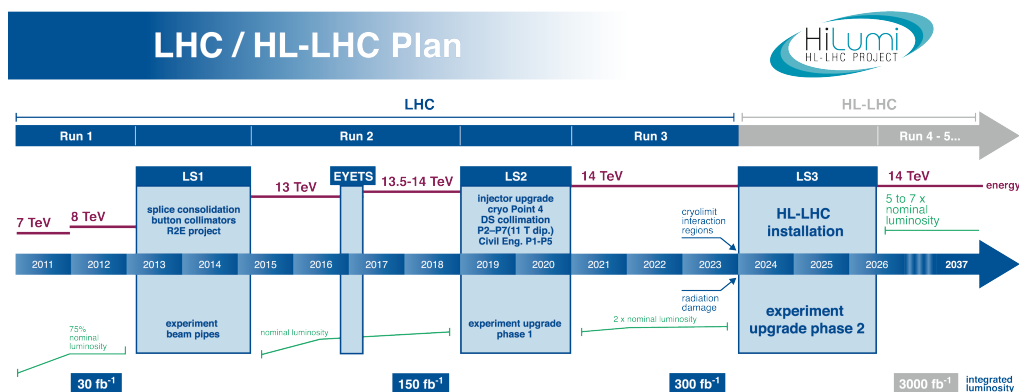 LHC / HL-LHC Plan
HiLumi
HL-LHC PROJECT
LHC
HL-LHC
Run 1
Run 2
Run 3
Run 4 - 5...
LS1
EYETS
LS2
LS3
7 TeV
8 TeV
13 TeV
13.5-14 TeV
14 TeV
14 TeV
energy
splice consolidation
button collimators
R2E project
injector upgrade
cryo Point 4
DS collimation
P2–P7(11 T dip.)
Civil Eng. P1-P5
cryolimit
interaction
regions
HL-LHC
installation
5 to 7 x
nominal
luminosity
2011 2012 2013 2014 2015 2016 2017 2018 2019 2020 2021 2022 2023 2024 2025 2026 2037
75%
nominal
luminosity
experiment
beam pipes
nominal luminosity
experiment upgrade
phase 1
2 x nominal luminosity
radiation
damage
experiment
upgrade phase 2
30 fb⁻¹
150 fb⁻¹
300 fb⁻¹
3000 fb⁻¹
integrated
luminosity